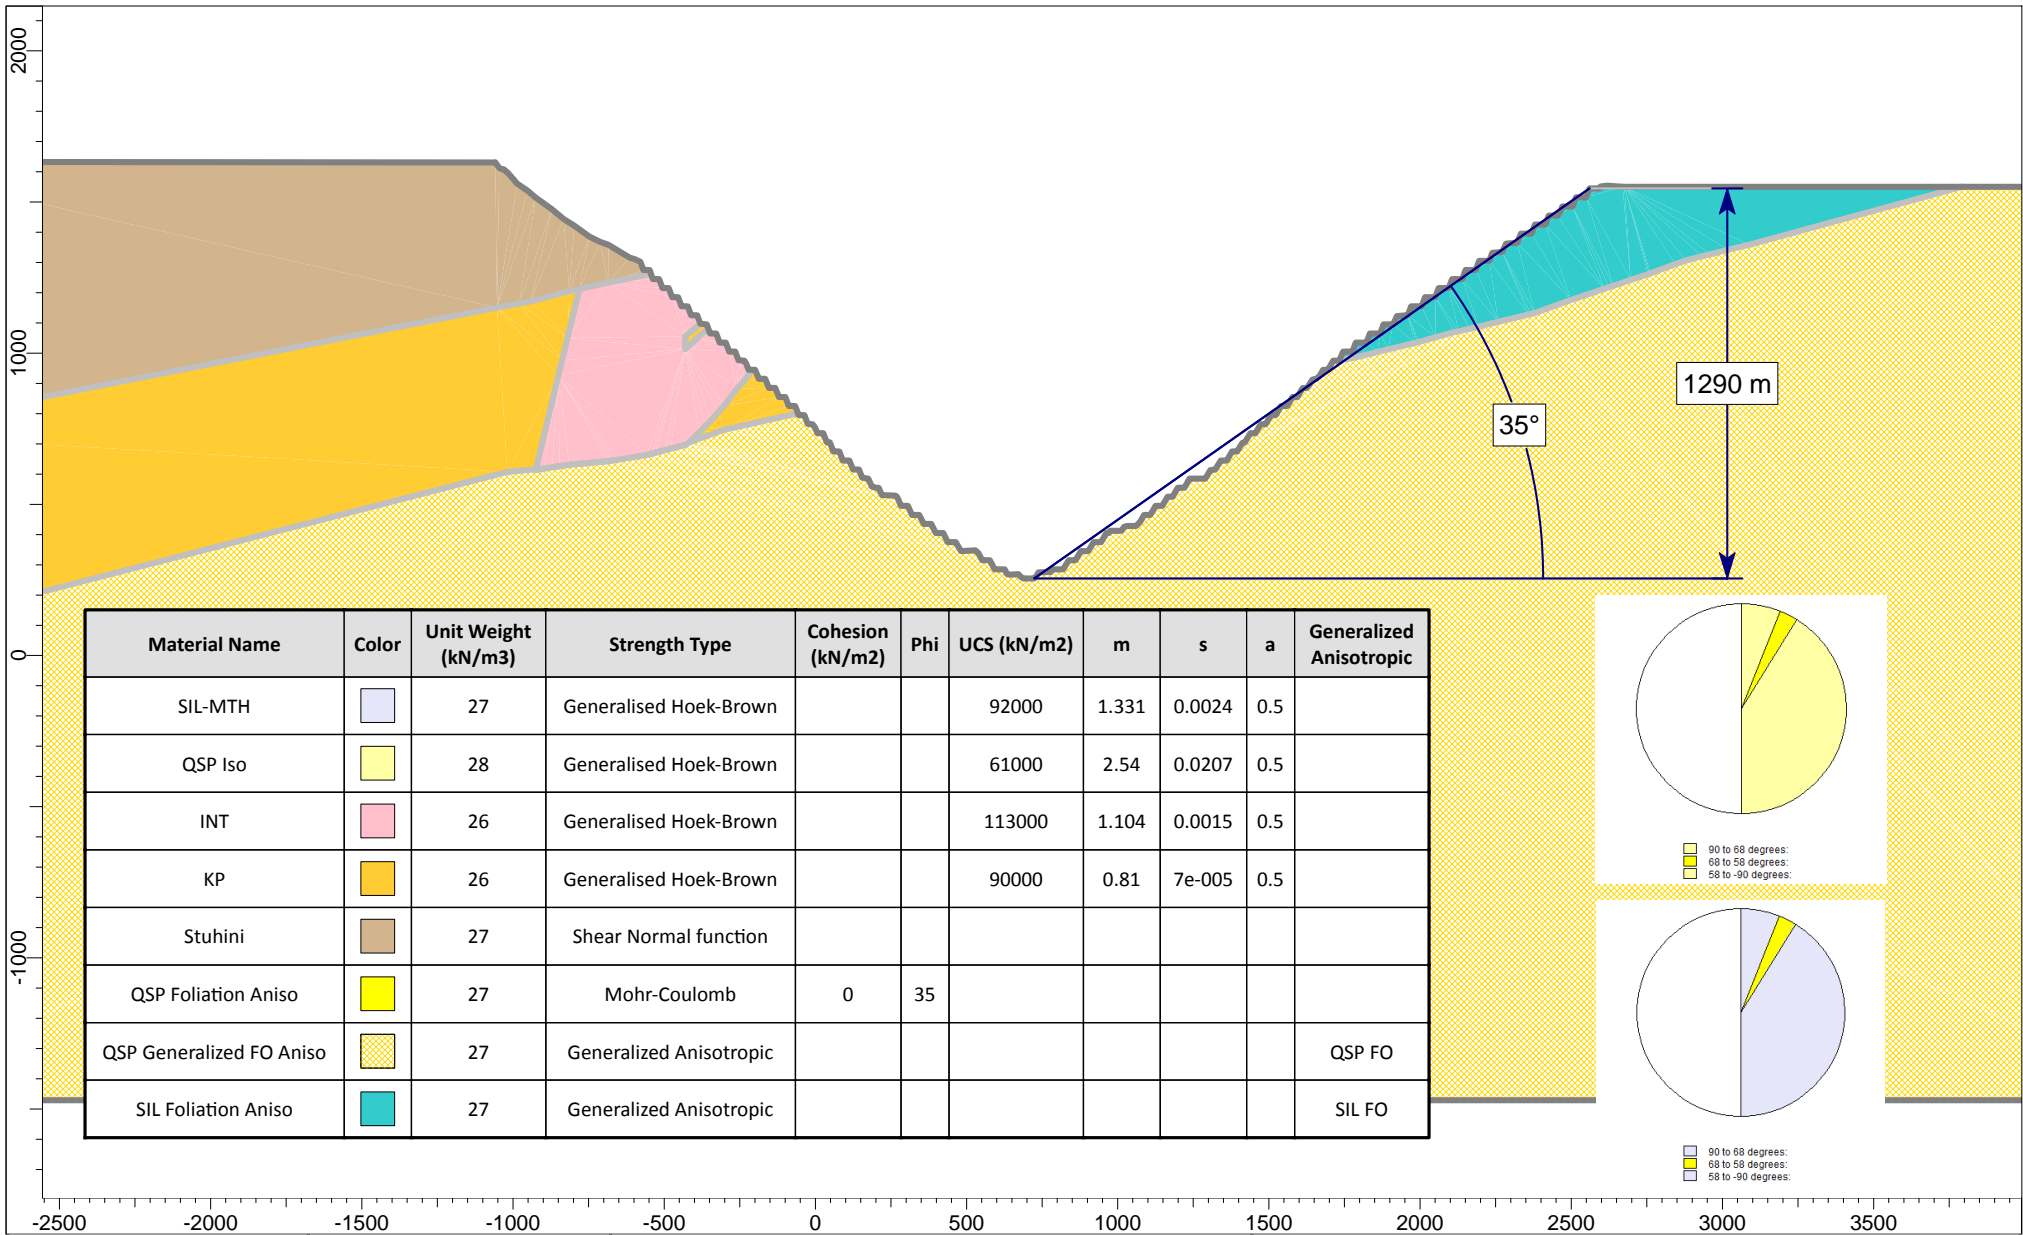 2000
1000
0
-1000
1290 m
35°
Material Name Color Unit Weight (kN/m3) Strength Type Cohesion (kN/m2) Phi UCS (kN/m2) m s a Generalized Anisotropic
SIL-MTH 27 Generalised Hoek-Brown 92000 1.331 0.0024 0.5
QSP Iso 28 Generalised Hoek-Brown 61000 2.54 0.0207 0.5
INT 26 Generalised Hoek-Brown 113000 1.104 0.0015 0.5
KP 26 Generalised Hoek-Brown 90000 0.81 7e-005 0.5
Stuhini 27 Shear Normal function
QSP Foliation Aniso 27 Mohr-Coulomb 0 35
QSP Generalized FO Aniso 27 Generalized Anisotropic QSP FO
SIL Foliation Aniso 27 Generalized Anisotropic SIL FO
90 to 68 degrees:
68 to 58 degrees:
58 to -90 degrees:
90 to 68 degrees:
68 to 58 degrees:
58 to -90 degrees:
-2500 -2000 -1500 -1000 -500 0 500 1000 1500 2000 2500 3000 3500